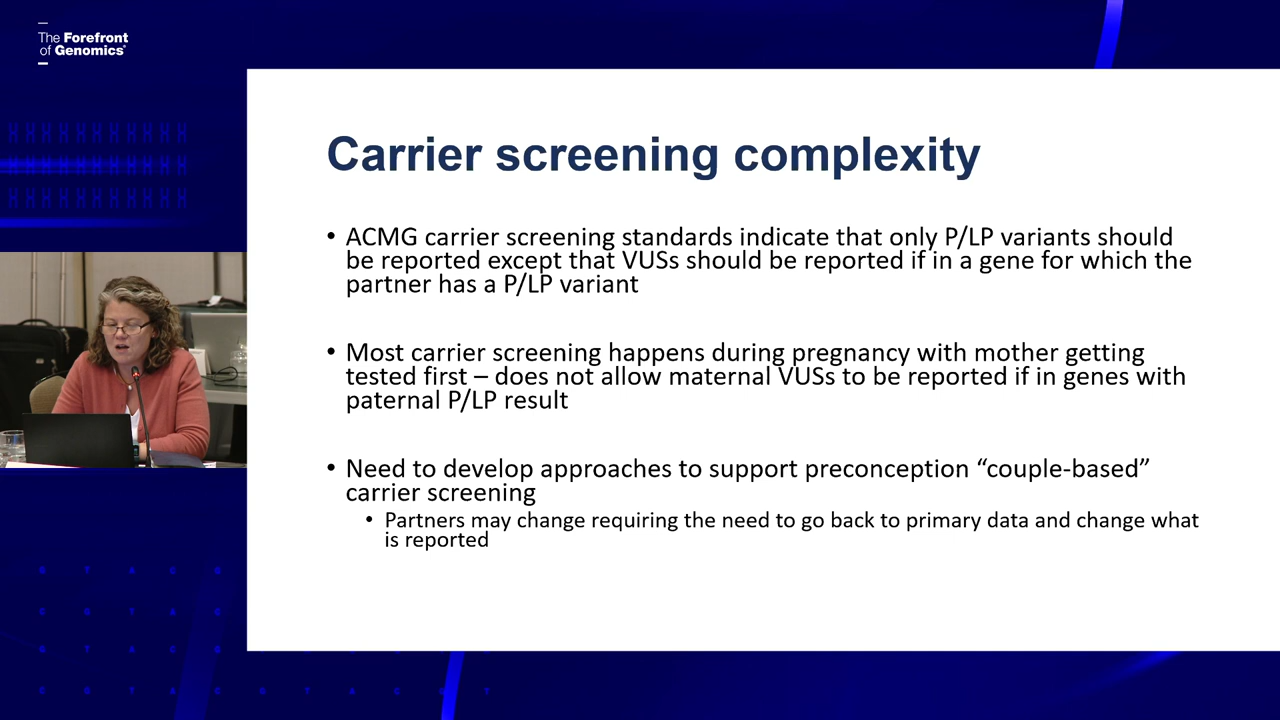 The Forefront
of Genomics
Carrier screening complexity
• ACMG carrier screening standards indicate that only P/LP variants should
be reported except that VUSs should be reported if in a gene for which the
partner has a P/LP variant
• Most carrier screening happens during pregnancy with mother getting
tested first – does not allow maternal VUSs to be reported if in genes with
paternal P/LP result
• Need to develop approaches to support preconception “couple-based”
carrier screening
• Partners may change requiring the need to go back to primary data and change what
is reported